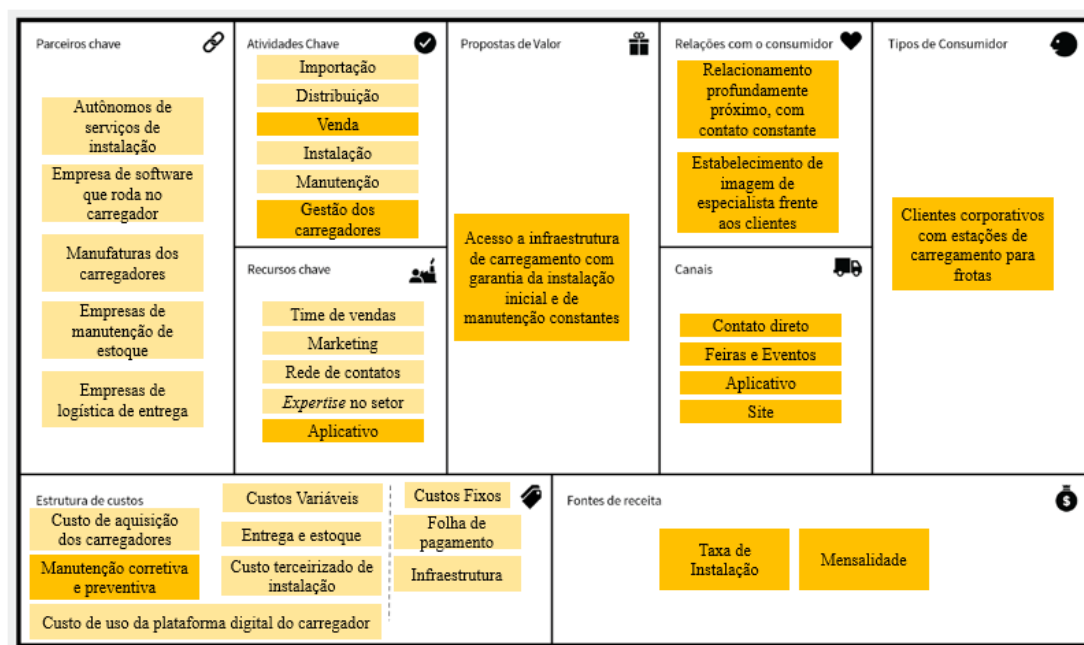 Parceiros chave
Autônomos de
serviços de
instalação
Empresa de software
que roda no
carregador
Manufaturas dos
carregadores
Empresas de
manutenção de
estoque
Empresas de
logística de entrega
Atividades Chave
Importação
Distribuição
Venda
Instalação
Manutenção
Gestão dos
carregadores
Recursos chave
Time de vendas
Marketing
Rede de contatos
Expertise no setor
Aplicativo
Propostas de Valor
Acesso a infraestrutura
de carregamento com
garantia da instalação
inicial e de
manutenção constantes
Relações com o consumidor
Relacionamento
profundamente
próximo, com
contato constante
Estabelecimento de
imagem de
especialista frente
aos clientes
Canais
Contato direto
Feiras e Eventos
Aplicativo
Site
Tipos de Consumidor
Clientes corporativos
com estações de
carregamento para
frotas
Estrutura de custos
Custo de aquisição
dos carregadores
Manutenção corretiva
e preventiva
Custos Variáveis
Entrega e estoque
Custo terceirizado de
instalação
Custo de uso da plataforma digital do carregador
Custos Fixos
Folha de
pagamento
Infraestrutura
Fontes de receita
$
Taxa de
Instalação
Mensalidade